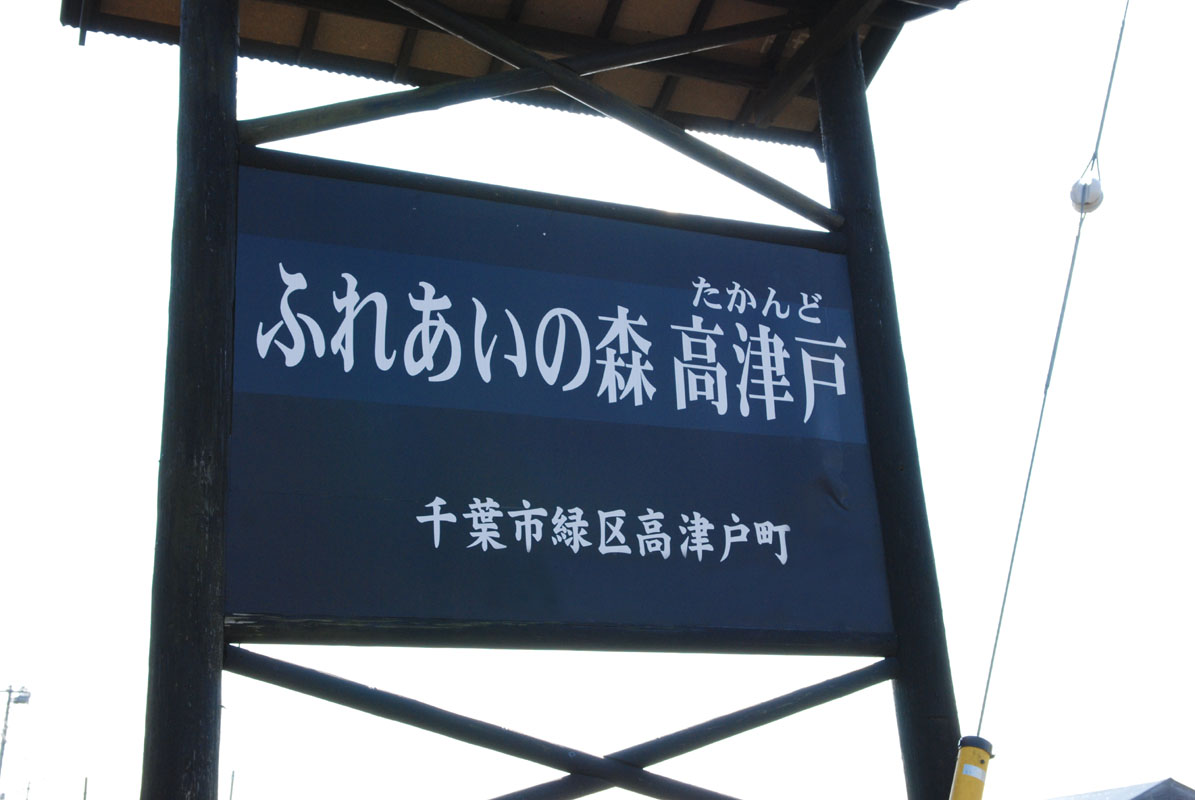 たかんど
ふれあいの森 高津戸
千葉市緑区高津戸町